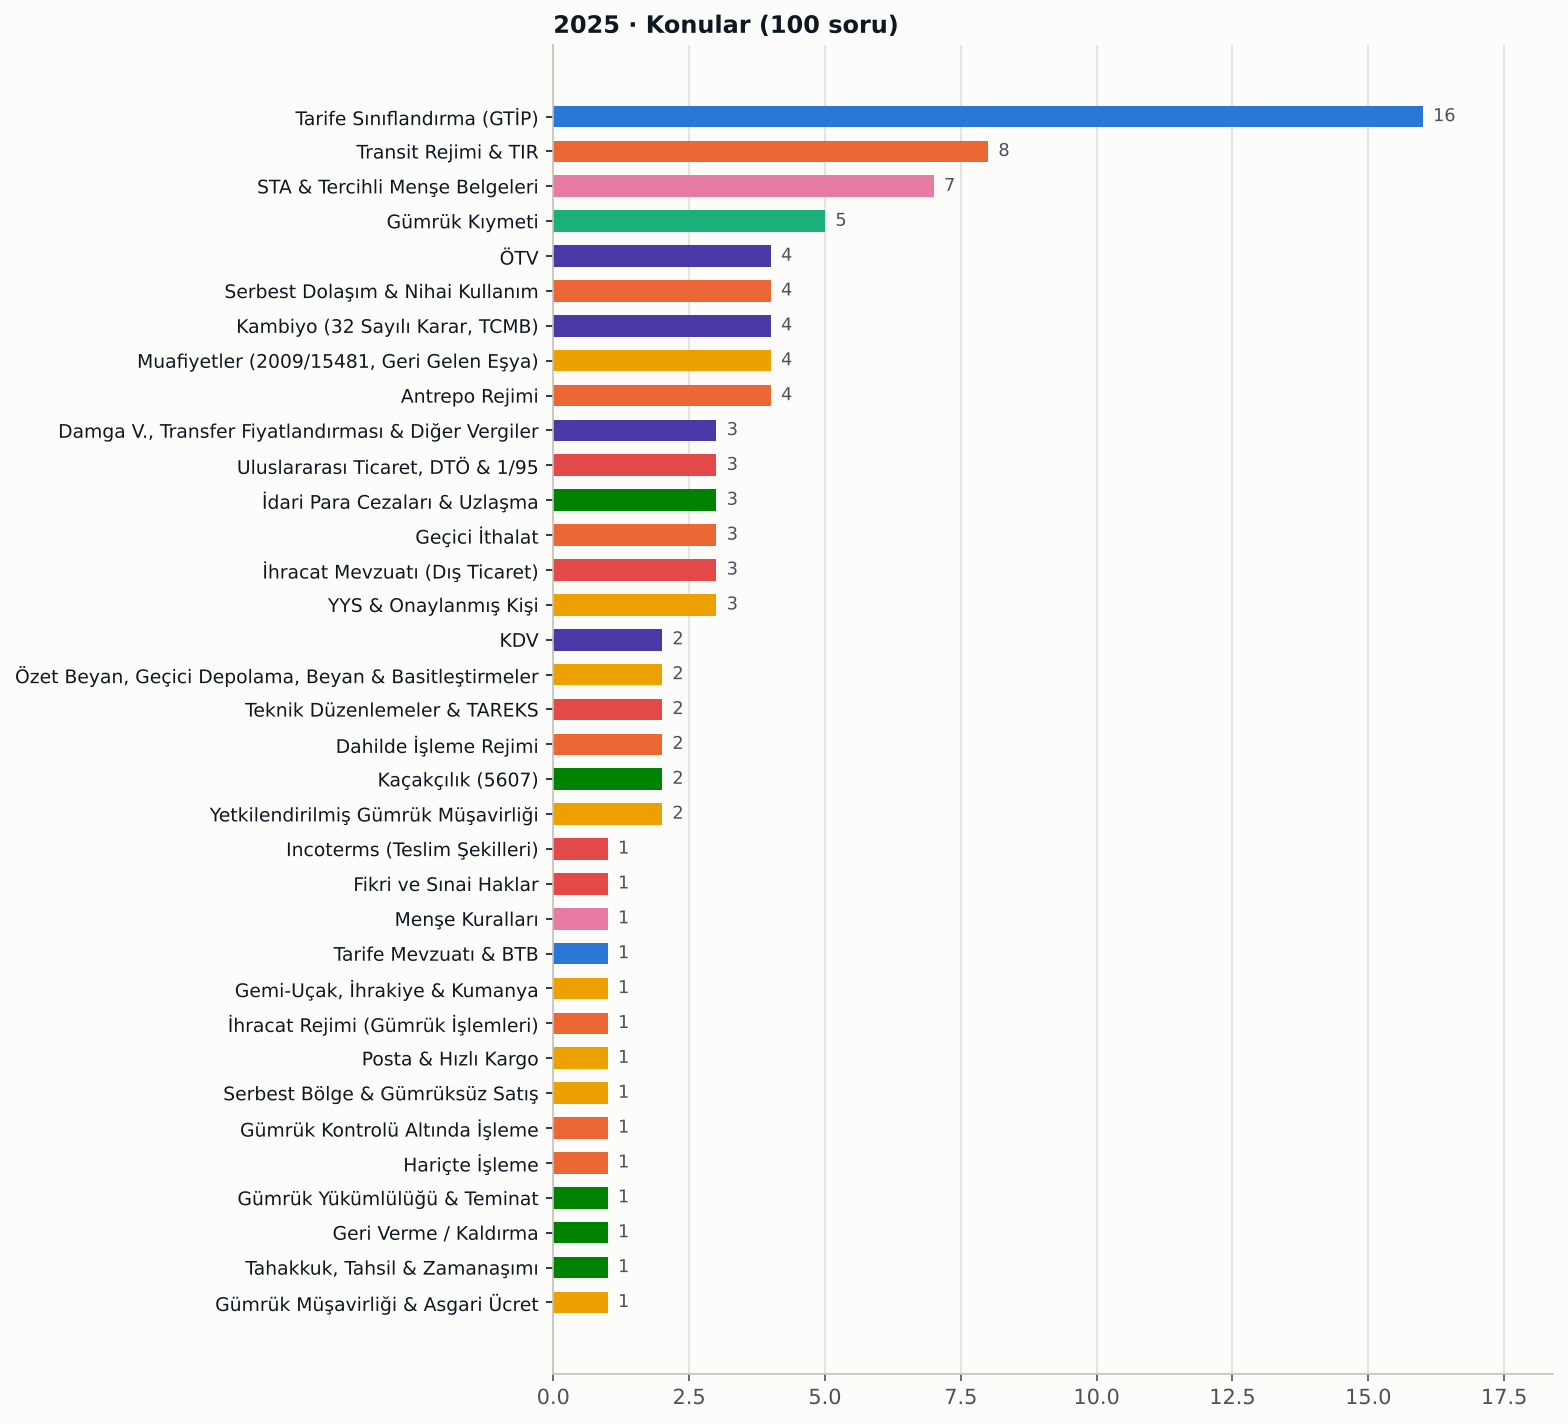 2025 · Konular (100 soru)
Tarife Sınıflandırma (GTİP) 16
Transit Rejimi & TIR 8
STA & Tercihli Menşe Belgeleri 7
Gümrük Kıymeti 5
ÖTV 4
Serbest Dolaşım & Nihai Kullanım 4
Kambiyo (32 Sayılı Karar, TCMB) 4
Muafiyetler (2009/15481, Geri Gelen Eşya) 4
Antrepo Rejimi 4
Damga V., Transfer Fiyatlandırması & Diğer Vergiler 3
Uluslararası Ticaret, DTÖ & 1/95 3
İdari Para Cezaları & Uzlaşma 3
Geçici İthalat 3
İhracat Mevzuatı (Dış Ticaret) 3
YYS & Onaylanmış Kişi 3
KDV 2
Özet Beyan, Geçici Depolama, Beyan & Basitleştirmeler 2
Teknik Düzenlemeler & TAREKS 2
Dahilde İşleme Rejimi 2
Kaçakçılık (5607) 2
Yetkilendirilmiş Gümrük Müşavirliği 2
Incoterms (Teslim Şekilleri) 1
Fikri ve Sınai Haklar 1
Menşe Kuralları 1
Tarife Mevzuatı & BTB 1
Gemi-Uçak, İhrakiye & Kumanya 1
İhracat Rejimi (Gümrük İşlemleri) 1
Posta & Hızlı Kargo 1
Serbest Bölge & Gümrüksüz Satış 1
Gümrük Kontrolü Altında İşleme 1
Hariçte İşleme 1
Gümrük Yükümlülüğü & Teminat 1
Geri Verme / Kaldırma 1
Tahakkuk, Tahsil & Zamanaşımı 1
Gümrük Müşavirliği & Asgari Ücret 1
0.0 2.5 5.0 7.5 10.0 12.5 15.0 17.5